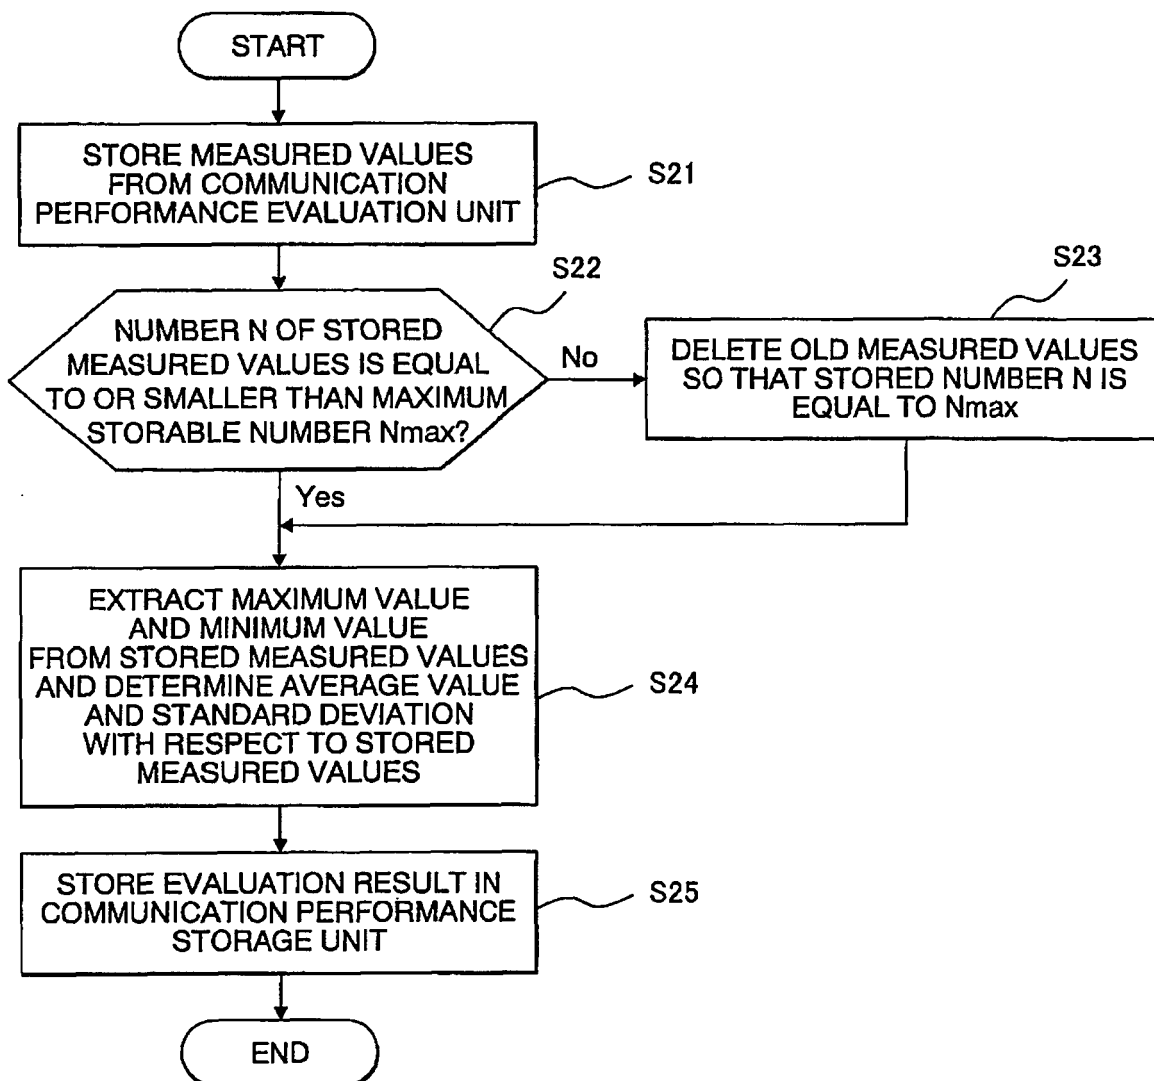 START
STORE MEASURED VALUES
FROM COMMUNICATION
PERFORMANCE EVALUATION UNIT
S21
S22
NUMBER N OF STORED
MEASURED VALUES IS EQUAL
TO OR SMALLER THAN MAXIMUM
STORABLE NUMBER Nmax?
No
S23
DELETE OLD MEASURED VALUES
SO THAT STORED NUMBER N IS
EQUAL TO Nmax
Yes
EXTRACT MAXIMUM VALUE
AND MINIMUM VALUE
FROM STORED MEASURED VALUES
AND DETERMINE AVERAGE VALUE
AND STANDARD DEVIATION
WITH RESPECT TO STORED
MEASURED VALUES
S24
STORE EVALUATION RESULT IN
COMMUNICATION PERFORMANCE
STORAGE UNIT
S25
END